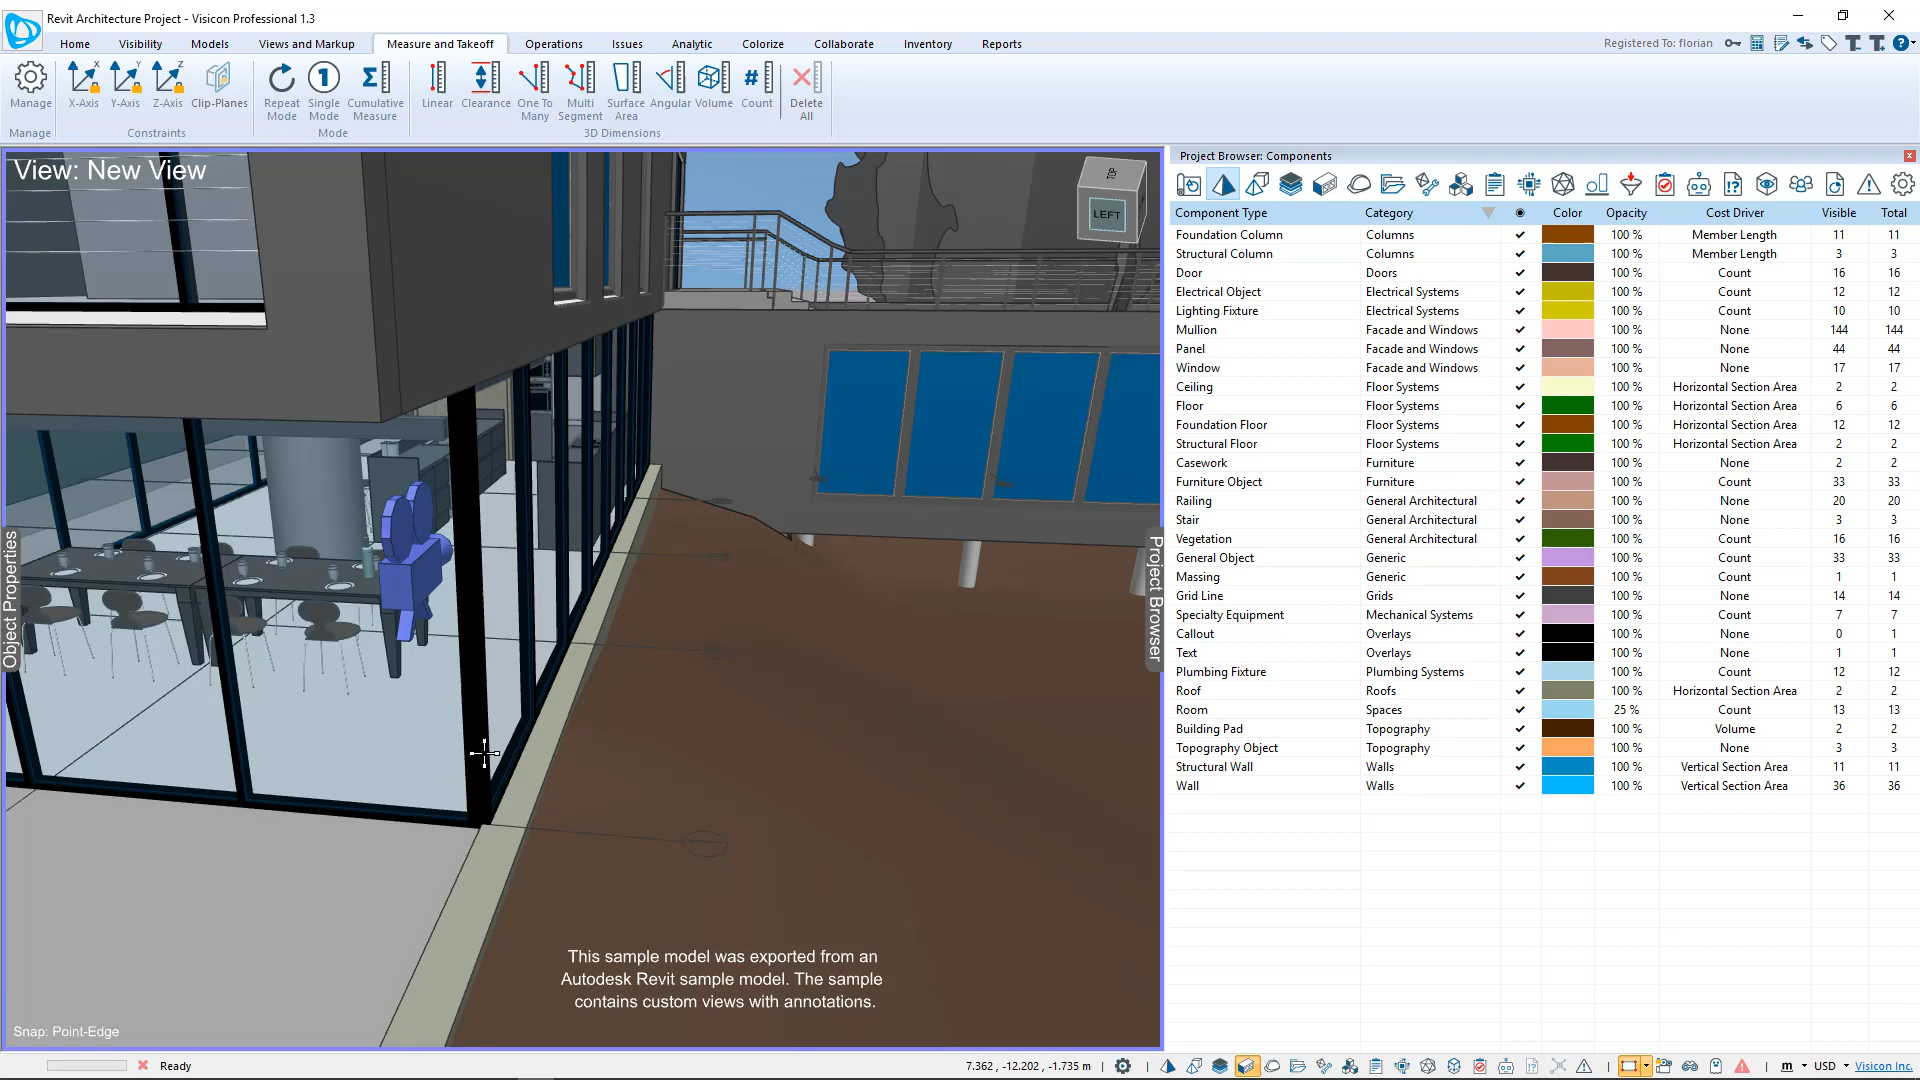 Revit Architecture Project - Visicon Professional 1.3
Home Visibility Models Views and Markup Measure and Takeoff Operations Issues Analytic Colorize Collaborate Inventory Reports
Registered To: florian
Manage X-Axis Y-Axis Z-Axis Clip-Planes Repeat Mode Single Mode Cumulative Measure Linear Clearance One To Many Multi Segment Surface Area Angular Volume Count Delete All
Manage Constraints Mode 3D Dimensions
View: New View
TOP
LEFT
Object Properties
Project Browser
This sample model was exported from an
Autodesk Revit sample model. The sample
contains custom views with annotations.
Snap: Point-Edge
Project Browser: Components
Component Type Category Color Opacity Cost Driver Visible Total
Foundation Column Columns 100 % Member Length 11 11
Structural Column Columns 100 % Member Length 3 3
Door Doors 100 % Count 16 16
Electrical Object Electrical Systems 100 % Count 12 12
Lighting Fixture Electrical Systems 100 % Count 10 10
Mullion Facade and Windows 100 % None 144 144
Panel Facade and Windows 100 % None 44 44
Window Facade and Windows 100 % None 17 17
Ceiling Floor Systems 100 % Horizontal Section Area 2 2
Floor Floor Systems 100 % Horizontal Section Area 6 6
Foundation Floor Floor Systems 100 % Horizontal Section Area 12 12
Structural Floor Floor Systems 100 % Horizontal Section Area 2 2
Casework Furniture 100 % None 2 2
Furniture Object Furniture 100 % Count 33 33
Railing General Architectural 100 % None 20 20
Stair General Architectural 100 % None 3 3
Vegetation General Architectural 100 % Count 16 16
General Object Generic 100 % Count 33 33
Massing Generic 100 % Count 1 1
Grid Line Grids 100 % None 14 14
Specialty Equipment Mechanical Systems 100 % Count 7 7
Callout Overlays 100 % None 0 1
Text Overlays 100 % None 1 1
Plumbing Fixture Plumbing Systems 100 % Count 12 12
Roof Roofs 100 % Horizontal Section Area 2 2
Room Spaces 25 % Count 13 13
Building Pad Topography 100 % Volume 2 2
Topography Object Topography 100 % None 3 3
Structural Wall Walls 100 % Vertical Section Area 11 11
Wall Walls 100 % Vertical Section Area 36 36
Ready
7.362 , -12.202 , -1.735 m
m USD Visicon Inc.